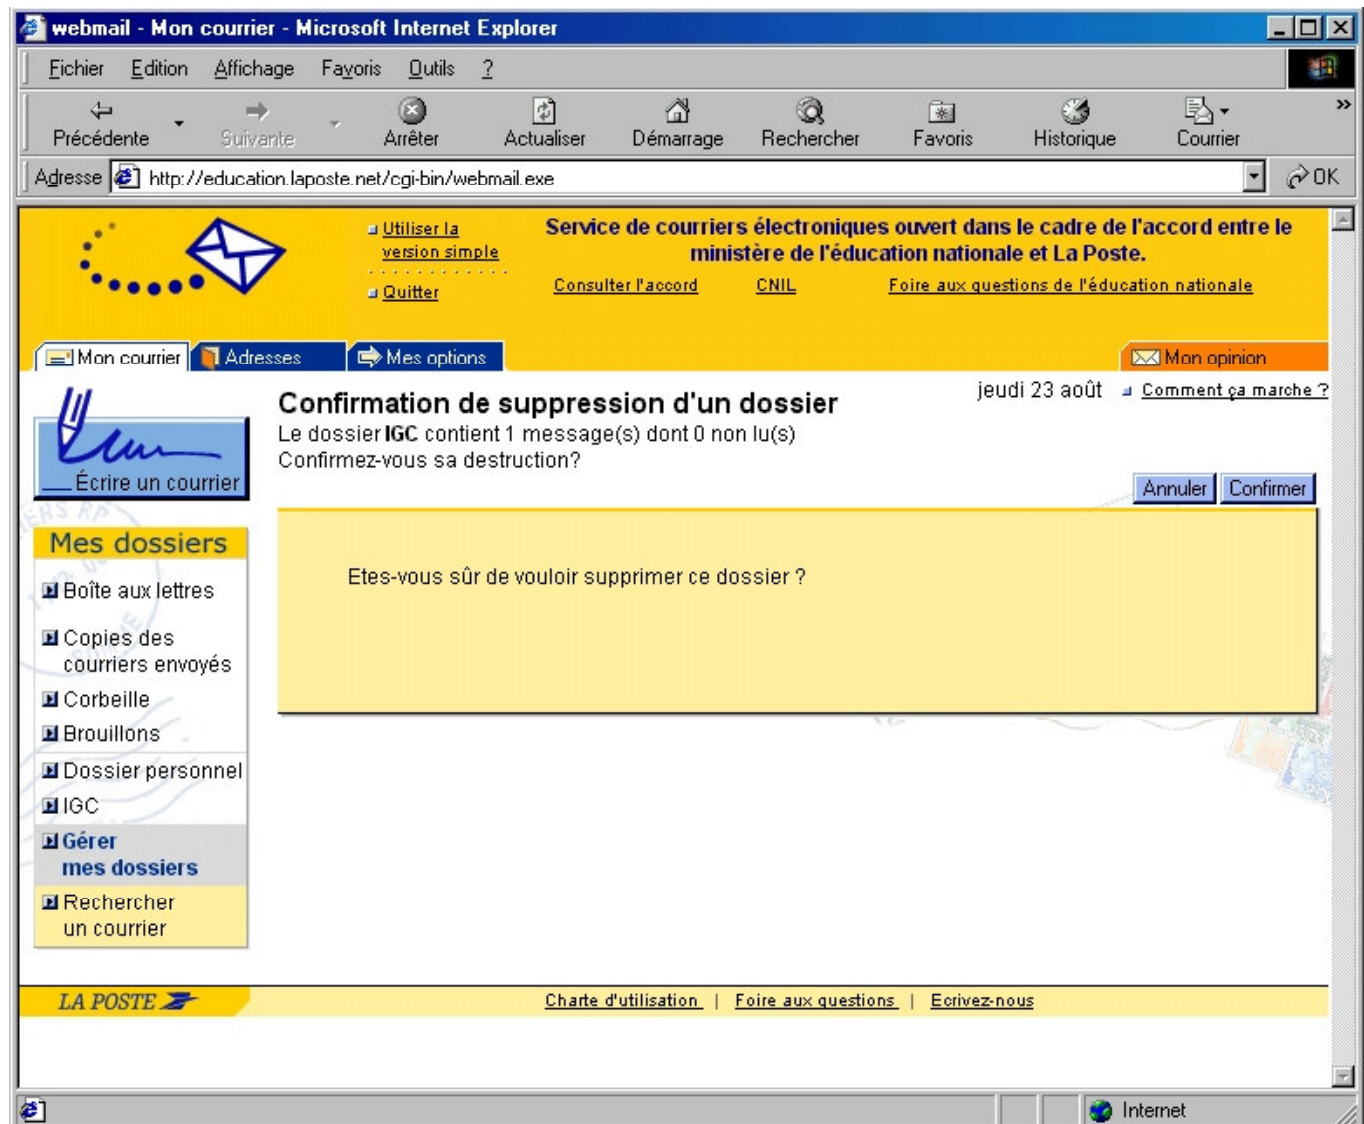 webmail - Mon courrier - Microsoft Internet Explorer
Fichier Edition Affichage Favoris Outils ?
Précédente Suivante Arrêter Actualiser Démarrage Rechercher Favoris Historique Courrier »
Adresse http://education.laposte.net/cgi-bin/webmail.exe OK
Utiliser la
version simple
Quitter
Service de courriers électroniques ouvert dans le cadre de l'accord entre le
ministère de l'éducation nationale et La Poste.
Consulter l'accord CNIL Foire aux questions de l'éducation nationale
Mon courrier Adresses Mes options Mon opinion
jeudi 23 août Comment ça marche ?
Écrire un courrier
Confirmation de suppression d'un dossier
Le dossier IGC contient 1 message(s) dont 0 non lu(s)
Confirmez-vous sa destruction?
Annuler Confirmer
Etes-vous sûr de vouloir supprimer ce dossier ?
Mes dossiers
Boîte aux lettres
Copies des
courriers envoyés
Corbeille
Brouillons
Dossier personnel
IGC
Gérer
mes dossiers
Rechercher
un courrier
LA POSTE
Charte d'utilisation | Foire aux questions | Ecrivez-nous
Internet